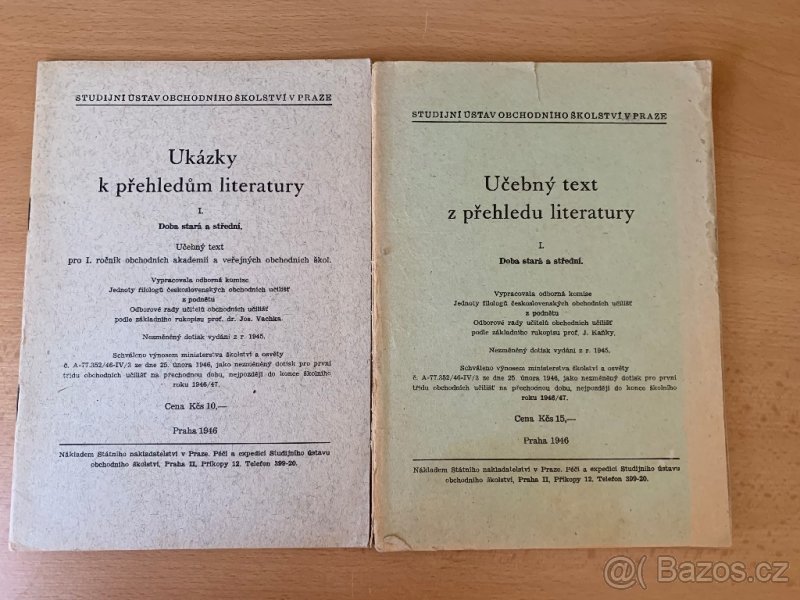 STUDIJNÍ ÚSTAV OBCHODNÍHO ŠKOLSTVÍ V PRAZE
Ukázky
k přehledům literatury
I.
Doba stará a střední.
Učebný text
pro I. ročník obchodních akademií a veřejných obchodních škol.
Vypracovala odborná komise
Jednoty filologů československých obchodních učilišť
z podnětu
Odborové rady učitelů obchodních učilišť
podle základního rukopisu prof. dr. Jos. Vachka.
Nezměněný dotisk vydání z r. 1945.
Schváleno výnosem ministerstva školství a osvěty
č. A-77.352/46-IV/3 ze dne 25. února 1946, jako nezměněný dotisk pro první
třídu obchodních učilišť na přechodnou dobu, nejpozději do konce školního
roku 1946/47.
Cena Kčs 10,—
Praha 1946
Nákladem Státního nakladatelství v Praze. Péčí a expedicí Studijního ústavu
obchodního školství, Praha II, Příkopy 12. Telefon 399-20.
STUDIJNÍ ÚSTAV OBCHODNÍHO ŠKOLSTVÍ V PRAZE
Učebný text
z přehledu literatury
I.
Doba stará a střední.
Vypracovala odborná komise
Jednoty filologů československých obchodních učilišť
z podnětu
Odborové rady učitelů obchodních učilišť
podle základního rukopisu prof. J. Kafky.
Nezměněný dotisk vydání z r. 1945.
Schváleno výnosem ministerstva školství a osvěty
č. A-77.352/46-IV/3 ze dne 25. února 1946, jako nezměněný dotisk pro první
třídu obchodních učilišť na přechodnou dobu, nejpozději do konce školního
roku 1946/47.
Cena Kčs 15,—
Praha 1946
Nákladem Státního nakladatelství v Praze. Péčí a expedicí Studijního ústavu
obchodního školství, Praha II, Příkopy 12. Telefon 399-20.
@ Bazoš.cz